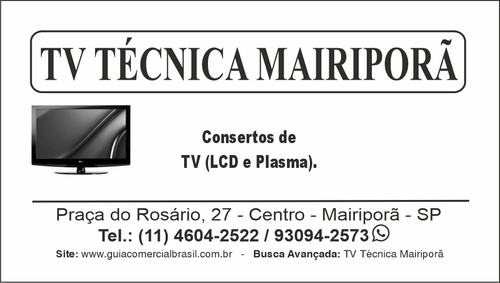 TV TÉCNICA MAIRIPORÃ
Consertos de
TV (LCD e Plasma).
Praça do Rosário, 27 - Centro - Mairiporã - SP
Tel.: (11) 4604-2522 / 93094-2573
Site: www.guiacomercialbrasil.com.br - Busca Avançada: TV Técnica Mairiporã